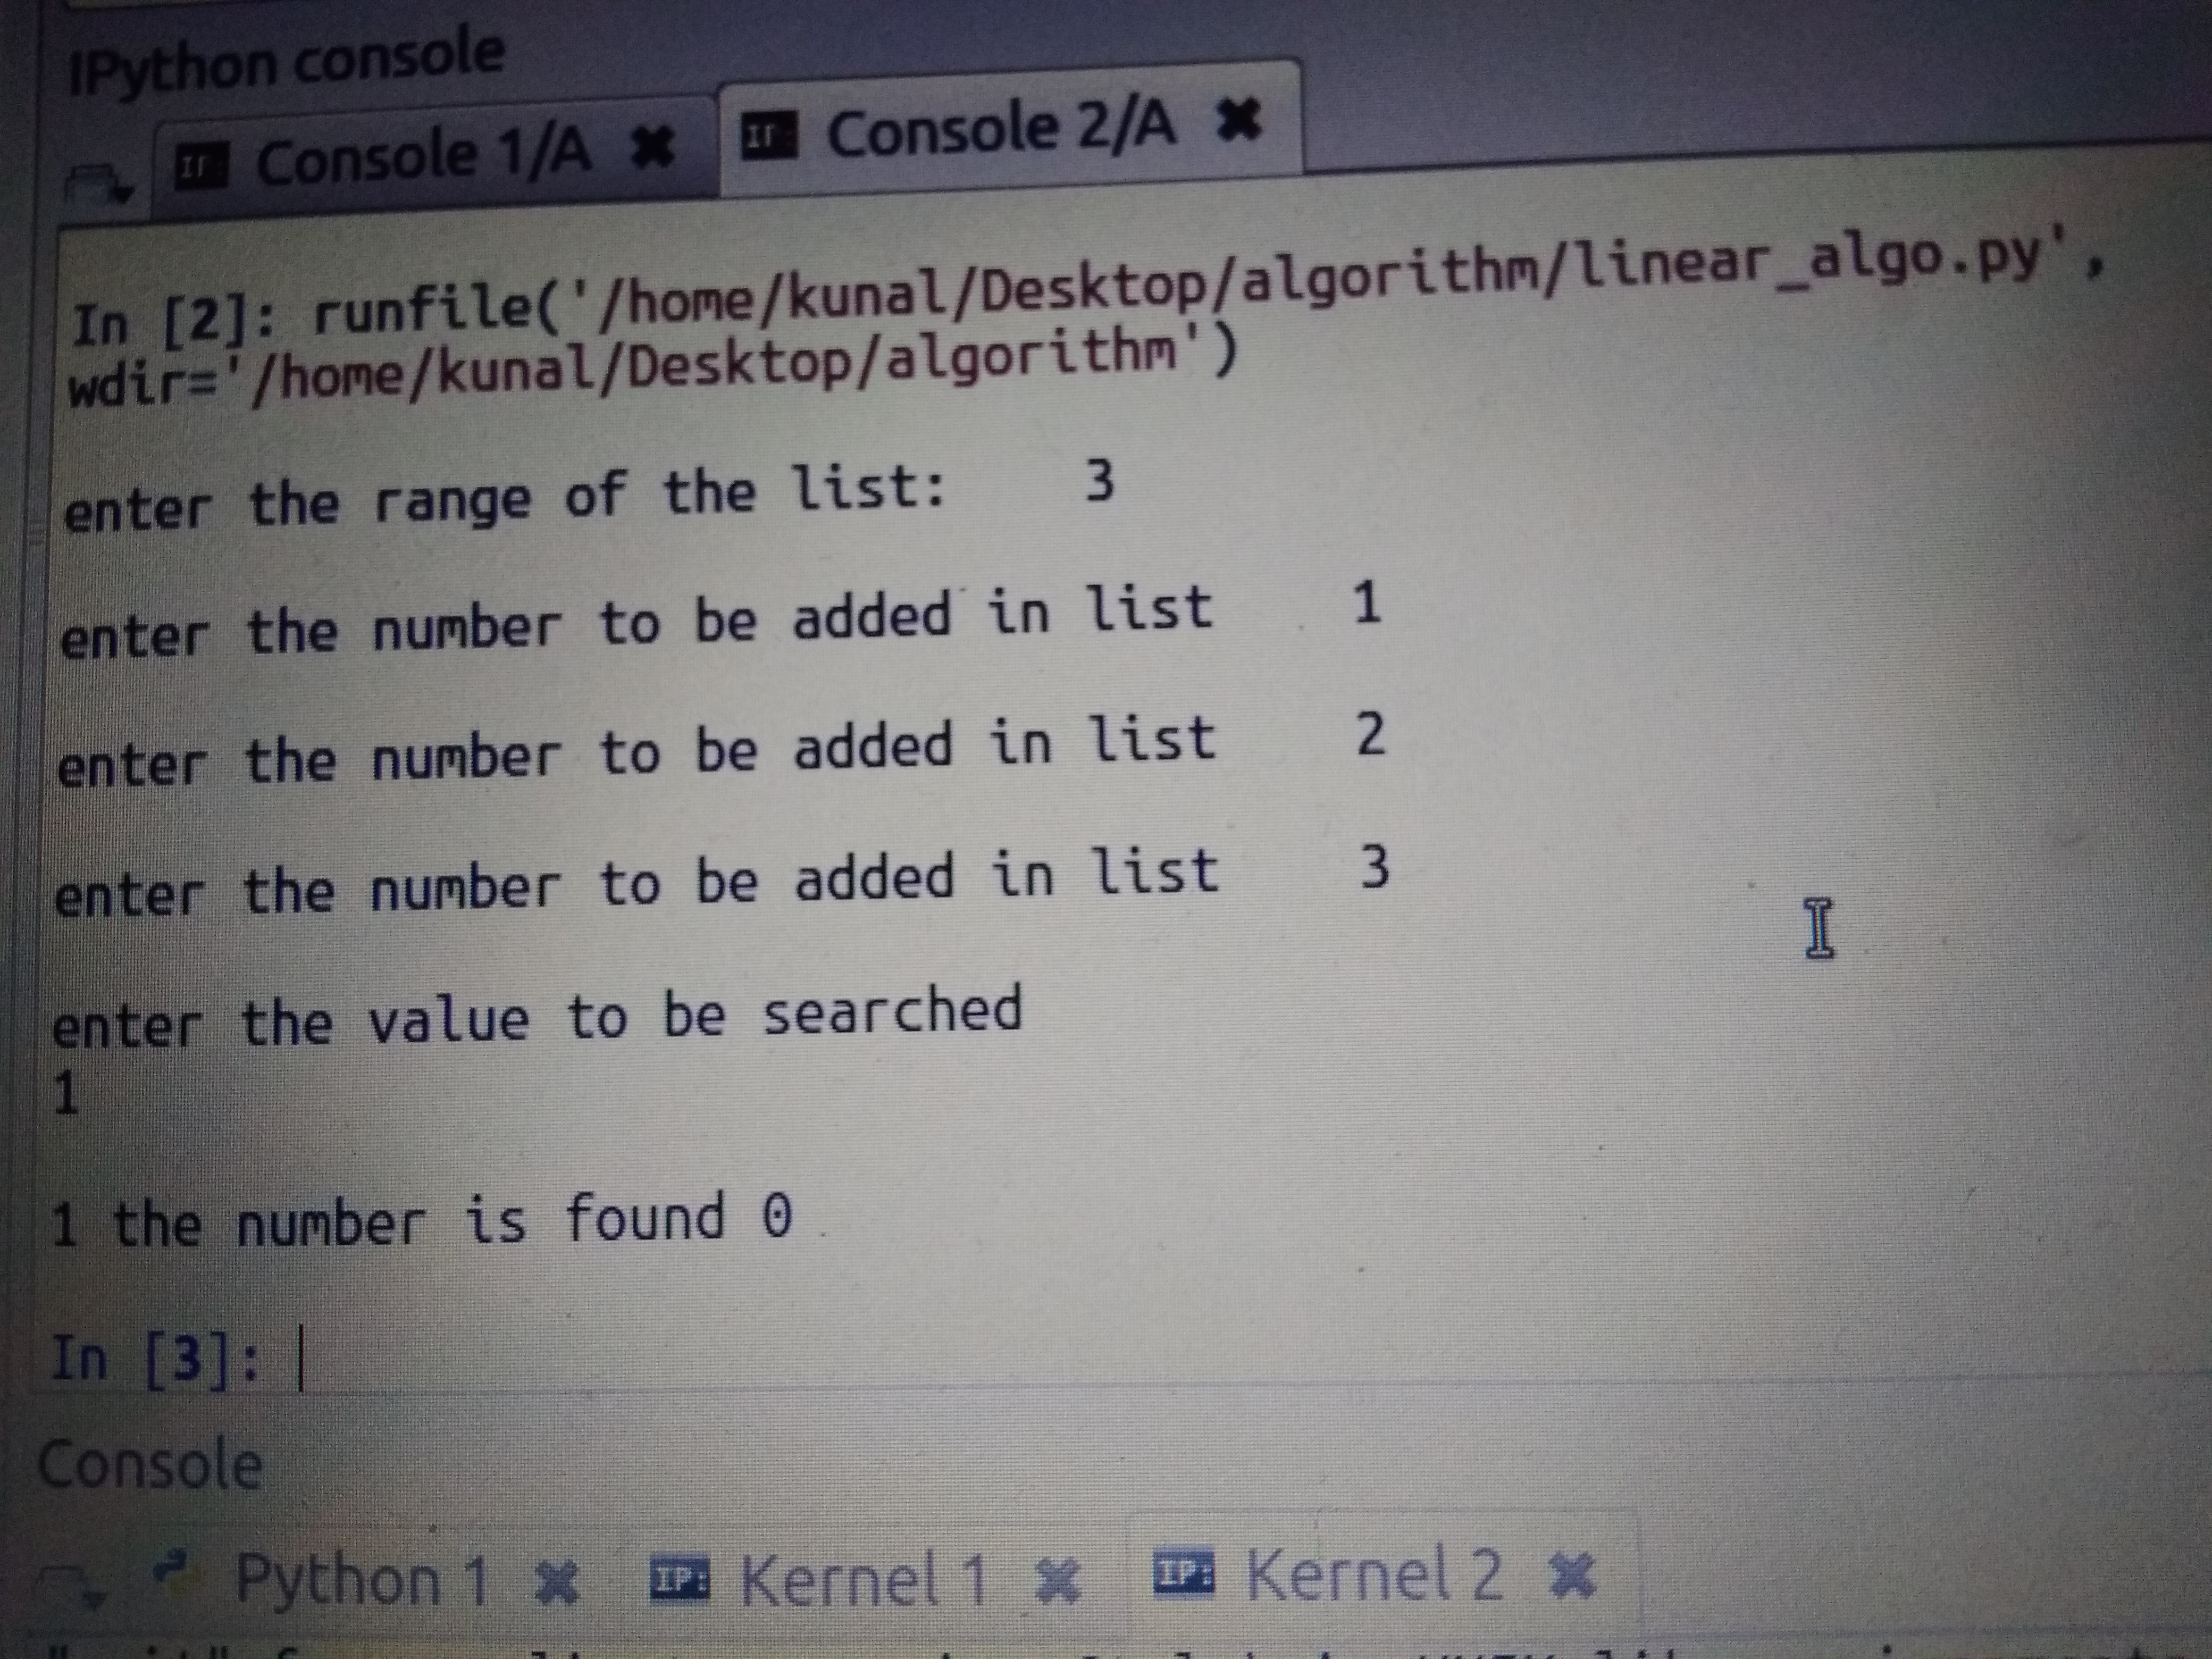 IPython console
Console 1/A
Console 2/A
In [2]: runfile('/home/kunal/Desktop/algorithm/linear_algo.py',
wdir='/home/kunal/Desktop/algorithm')
enter the range of the list: 3
enter the number to be added in list 1
enter the number to be added in list 2
enter the number to be added in list 3
enter the value to be searched
1
1 the number is found 0
In [3]:
Console
Python 1
IP: Kernel 1
IP: Kernel 2